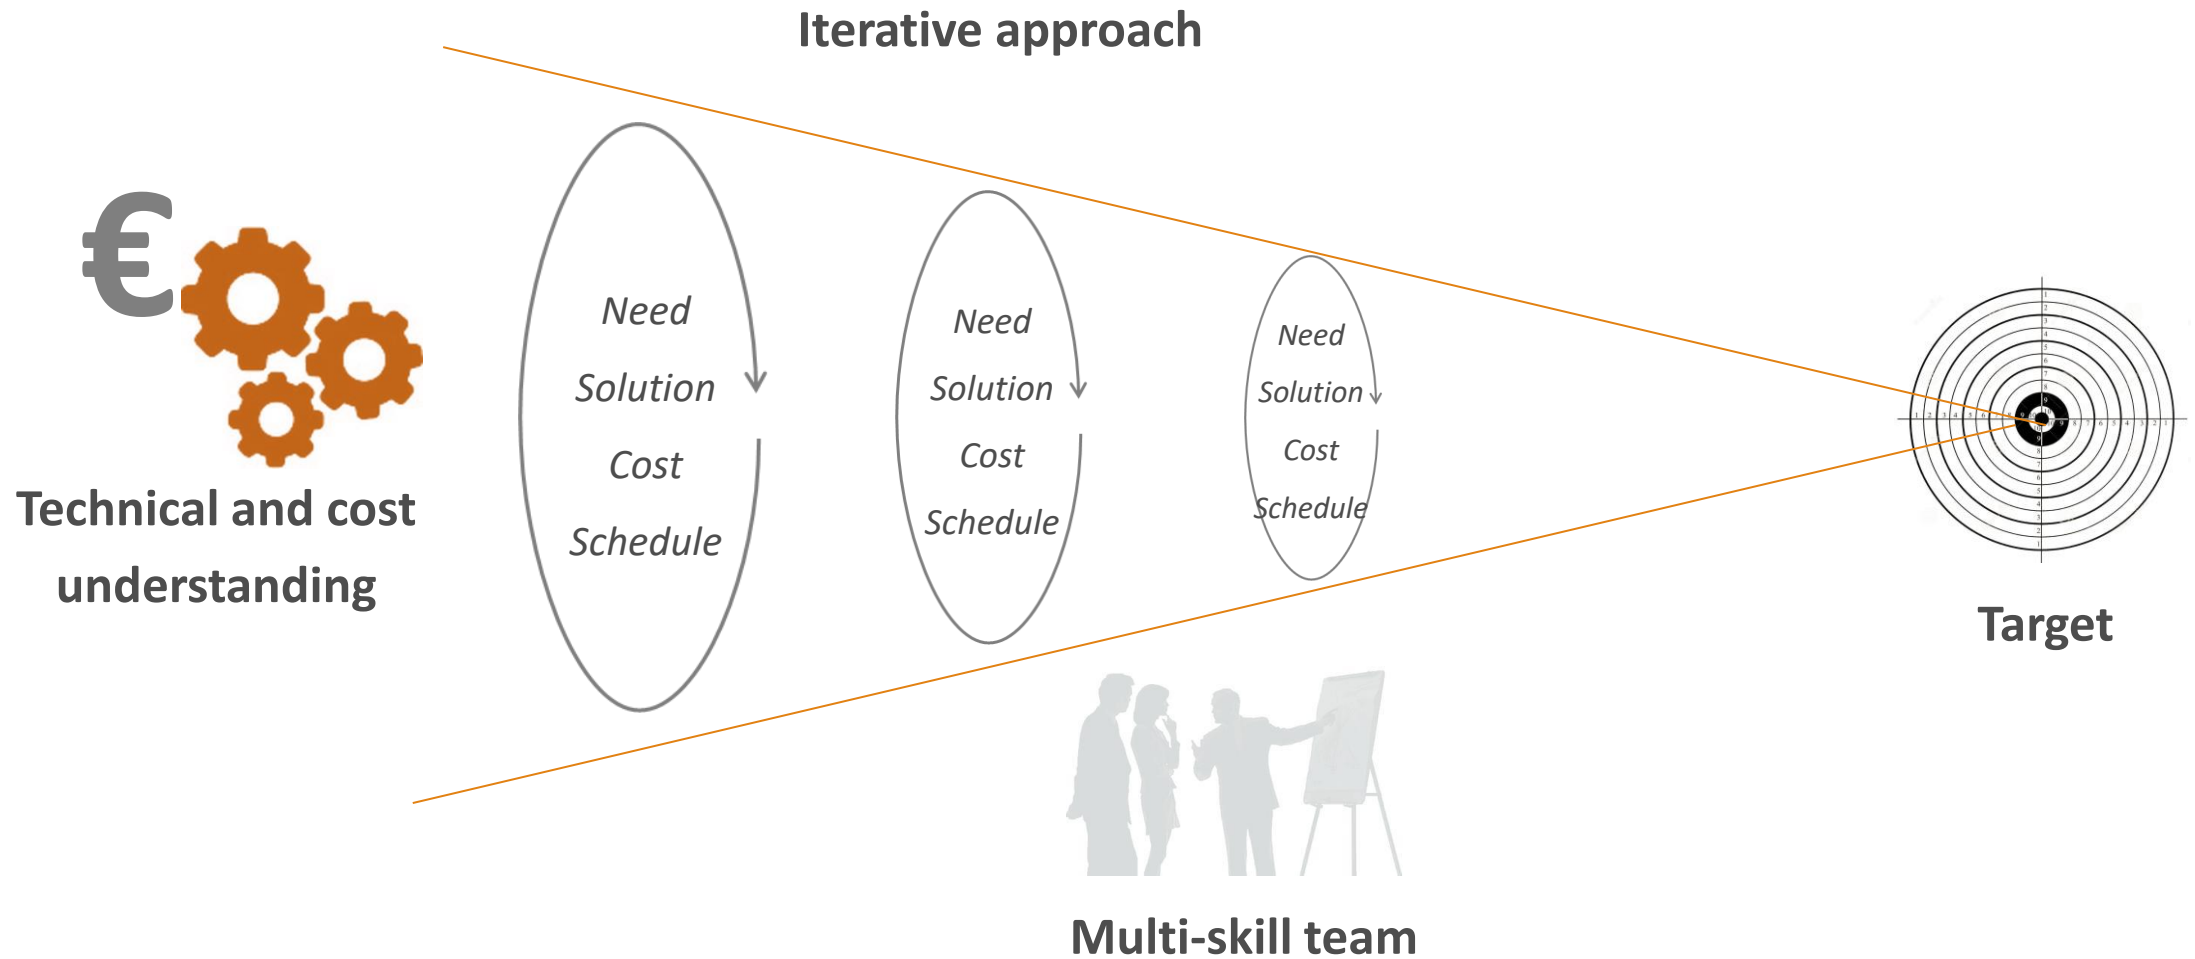 Iterative approach
€
Technical and cost
understanding
Need
Solution
Cost
Schedule
Need
Solution
Cost
Schedule
Need
Solution
Cost
Schedule
Target
Multi-skill team